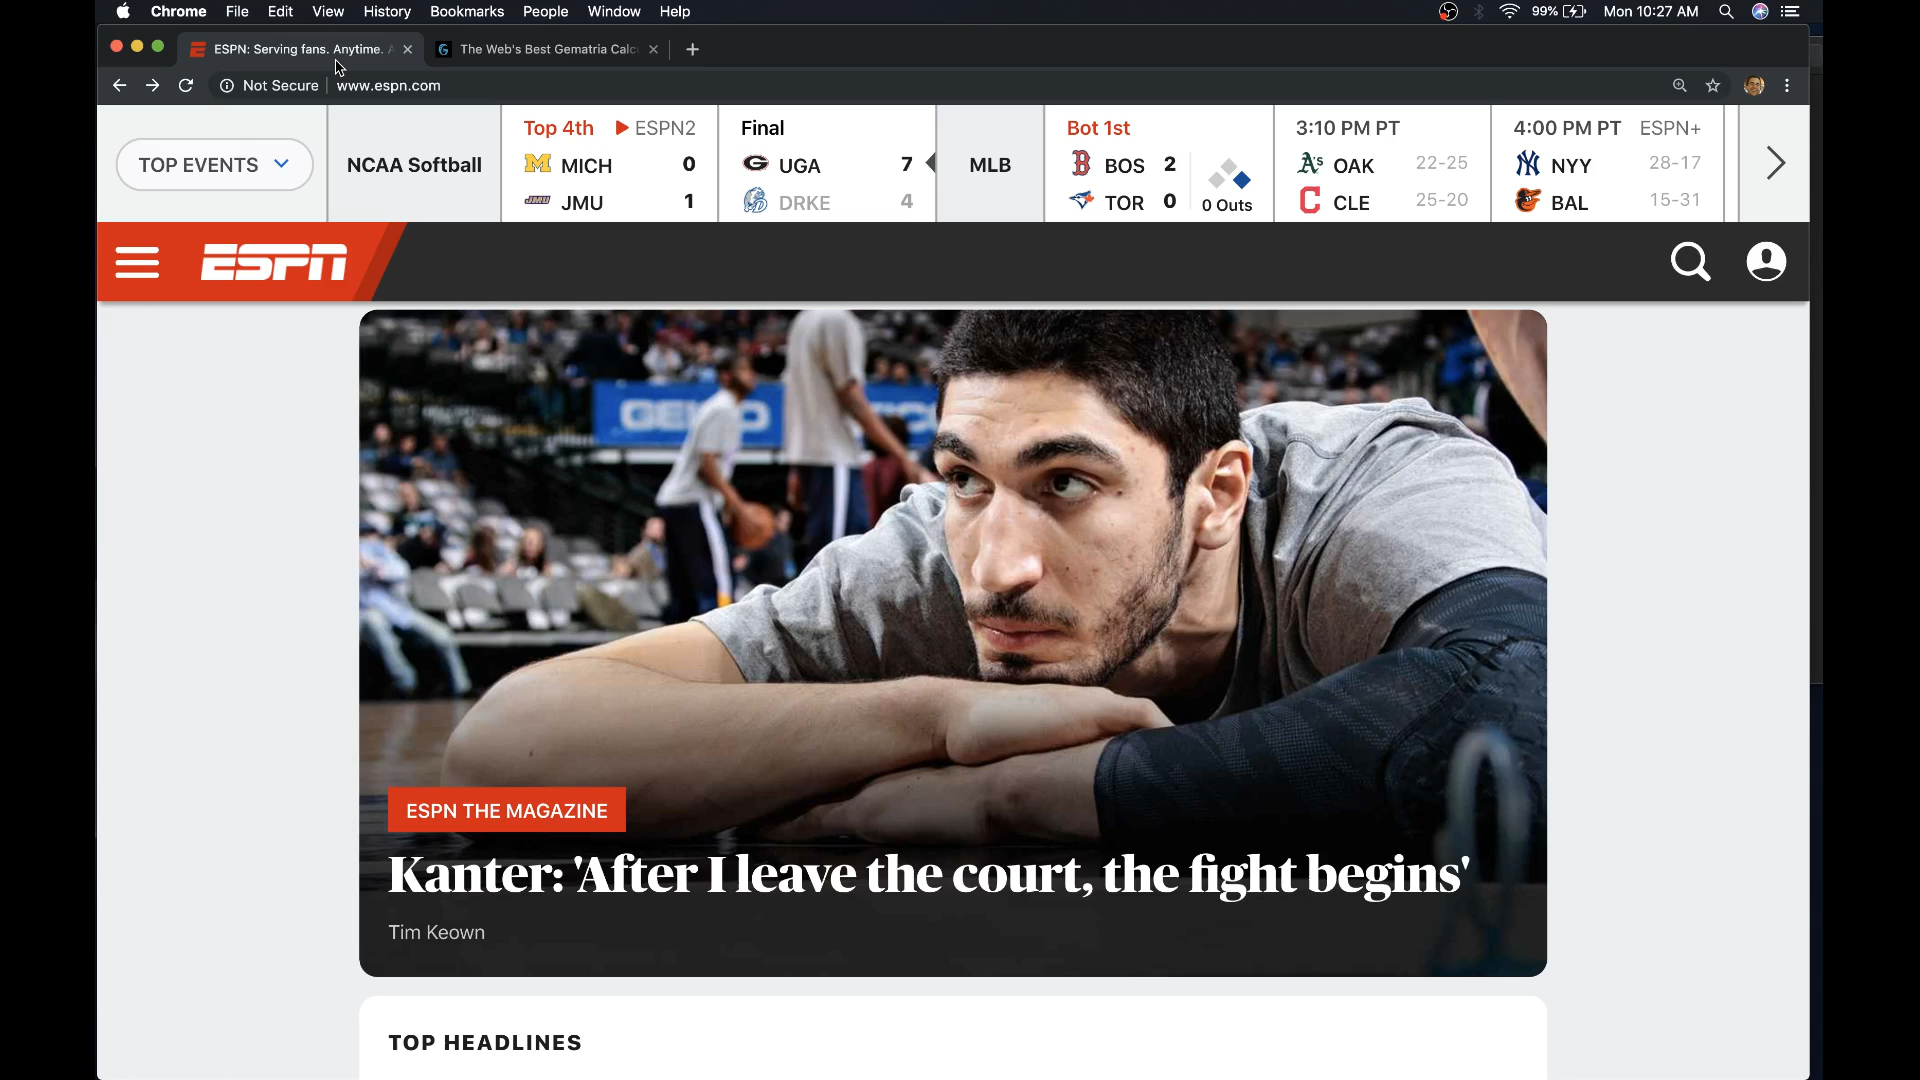 Chrome File Edit View History Bookmarks People Window Help 99% Mon 10:27 AM
ESPN: Serving fans. Anytime. The Web's Best Gematria Calc
Not Secure www.espn.com
TOP EVENTS
NCAA Softball
Top 4th ESPN2
MICH 0
JMU 1
Final
UGA 7
DRKE 4
MLB
Bot 1st
BOS 2
TOR 0
0 Outs
3:10 PM PT
OAK 22-25
CLE 25-20
4:00 PM PT ESPN+
NYY 28-17
BAL 15-31
ESPN
GEICO
ESPN THE MAGAZINE
Kanter: 'After I leave the court, the fight begins'
Tim Keown
TOP HEADLINES